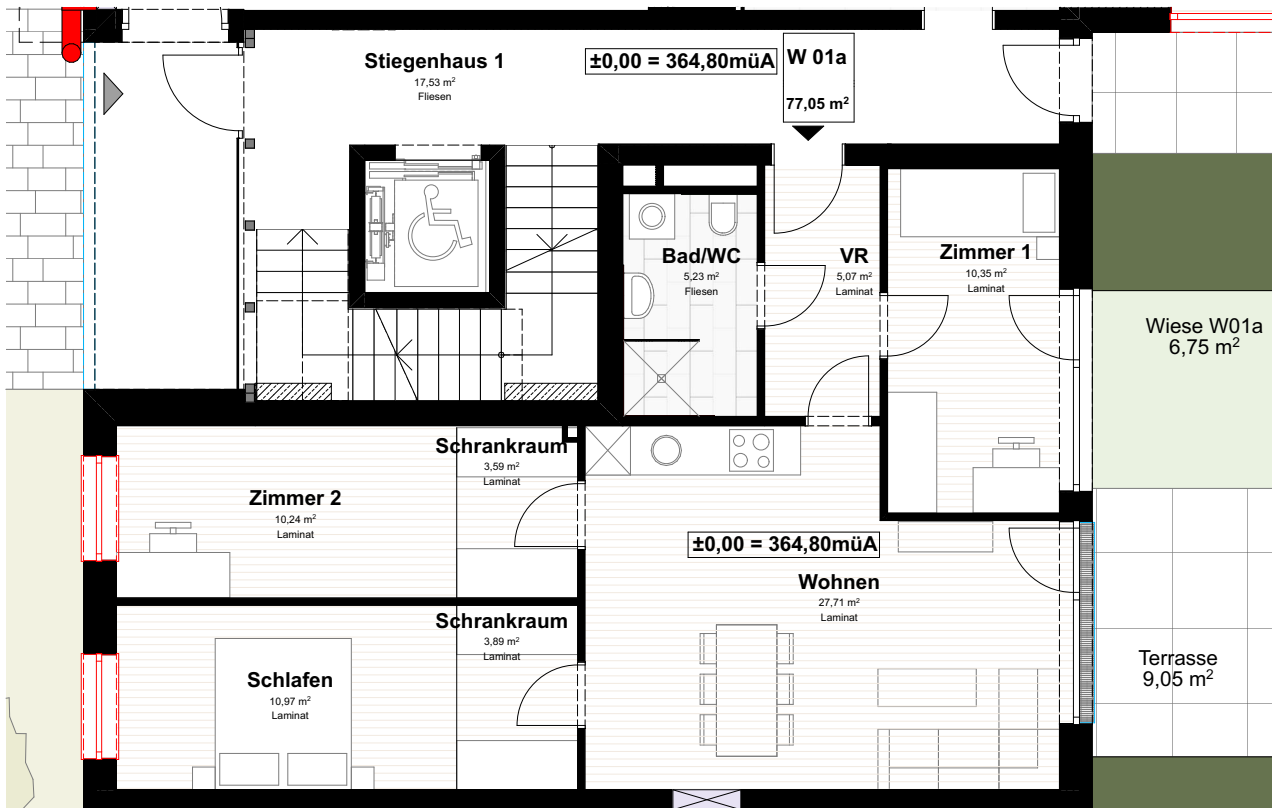 Stiegenhaus 1
17,53 m²
Fliesen
±0,00 = 364,80müA
W 01a
77,05 m²
Bad/WC
5,23 m²
Fliesen
VR
5,07 m²
Laminat
Zimmer 1
10,35 m²
Laminat
Wiese W01a
6,75 m²
Schrankraum
3,59 m²
Laminat
Zimmer 2
10,24 m²
Laminat
±0,00 = 364,80müA
Wohnen
27,71 m²
Laminat
Schrankraum
3,89 m²
Laminat
Schlafen
10,97 m²
Laminat
Terrasse
9,05 m²